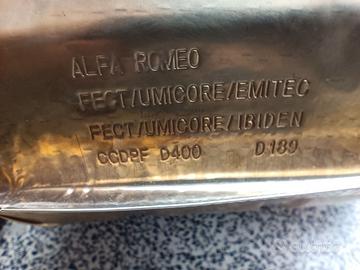 ALFA ROMEO
FECT/UMICORE/EMITEC
FECT/UMICORE/IBIDEN
CCDPF D400 D189